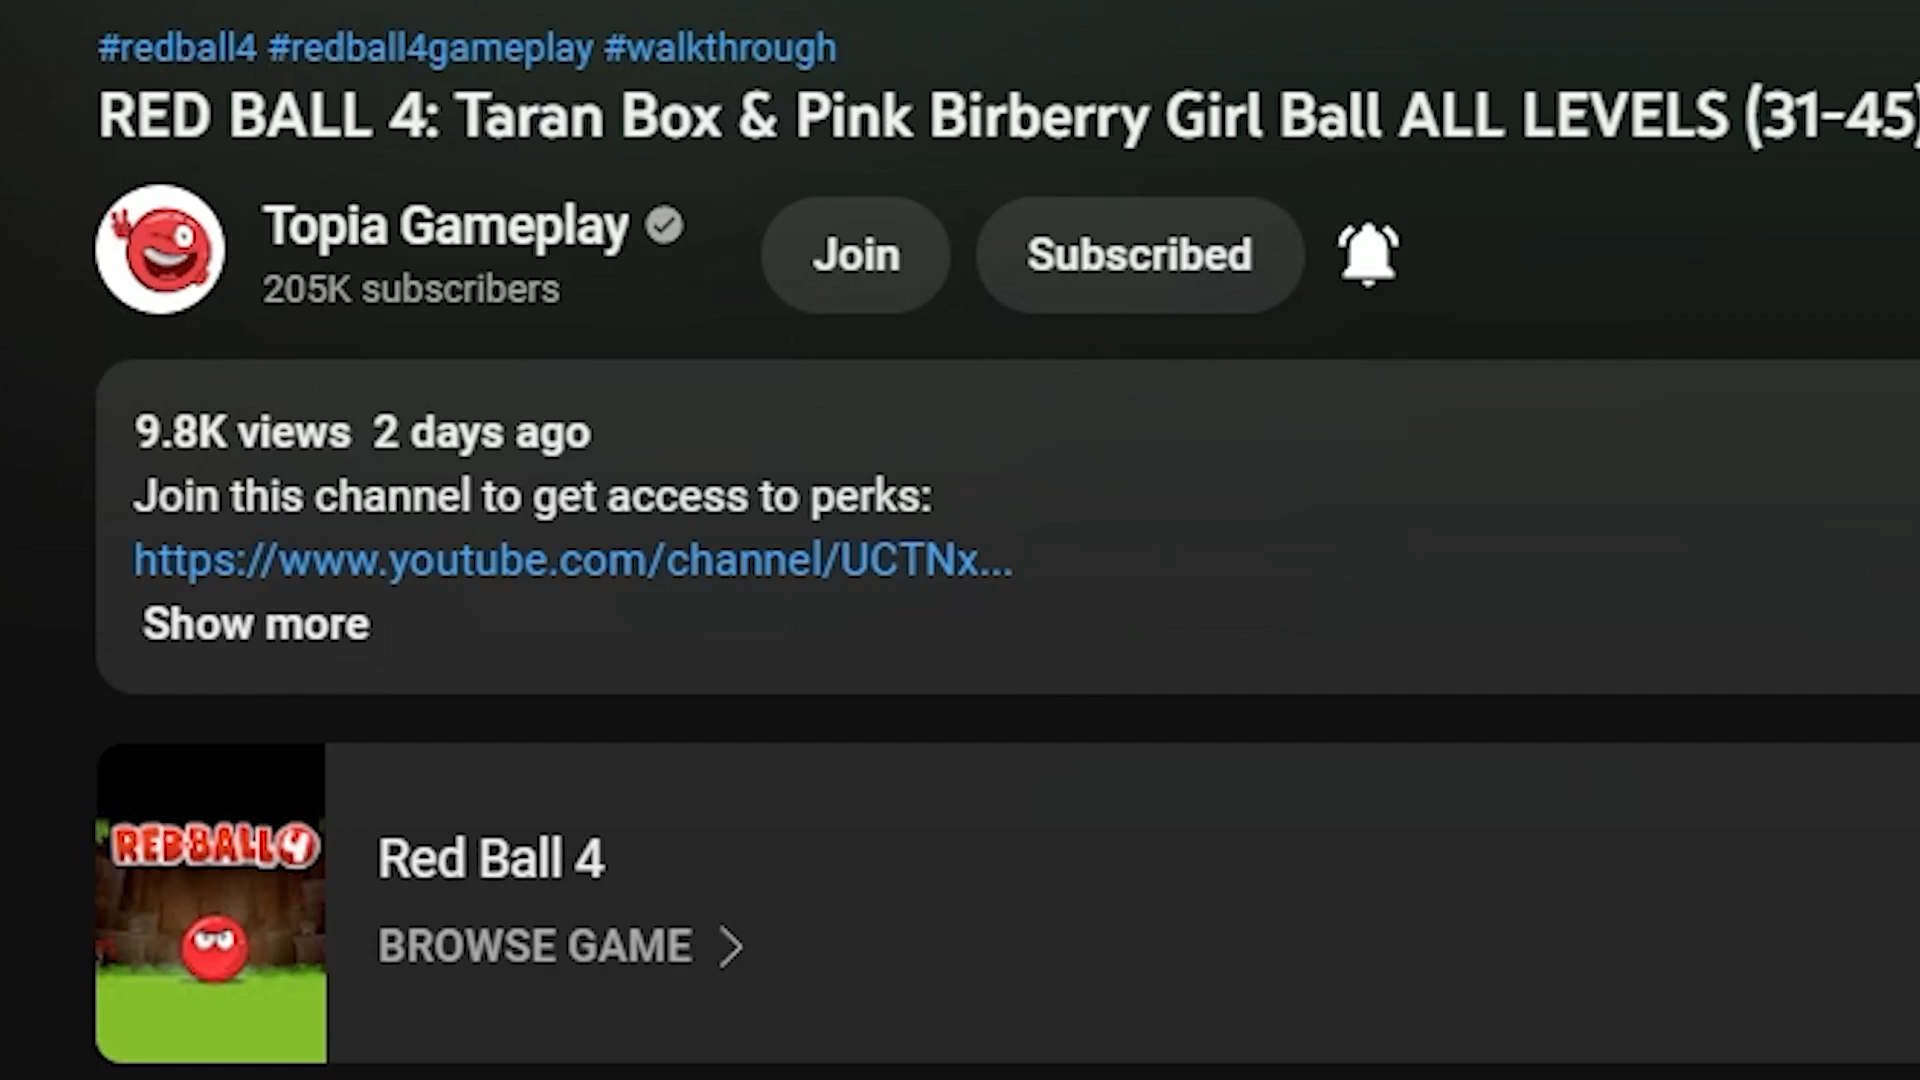 #redball4 #redball4gameplay #walkthrough
RED BALL 4: Taran Box & Pink Birberry Girl Ball ALL LEVELS (31-45)
Topia Gameplay
205K subscribers
Join
Subscribed
9.8K views 2 days ago
Join this channel to get access to perks:
https://www.youtube.com/channel/UCTNx...
Show more
REDBALL4
Red Ball 4
BROWSE GAME